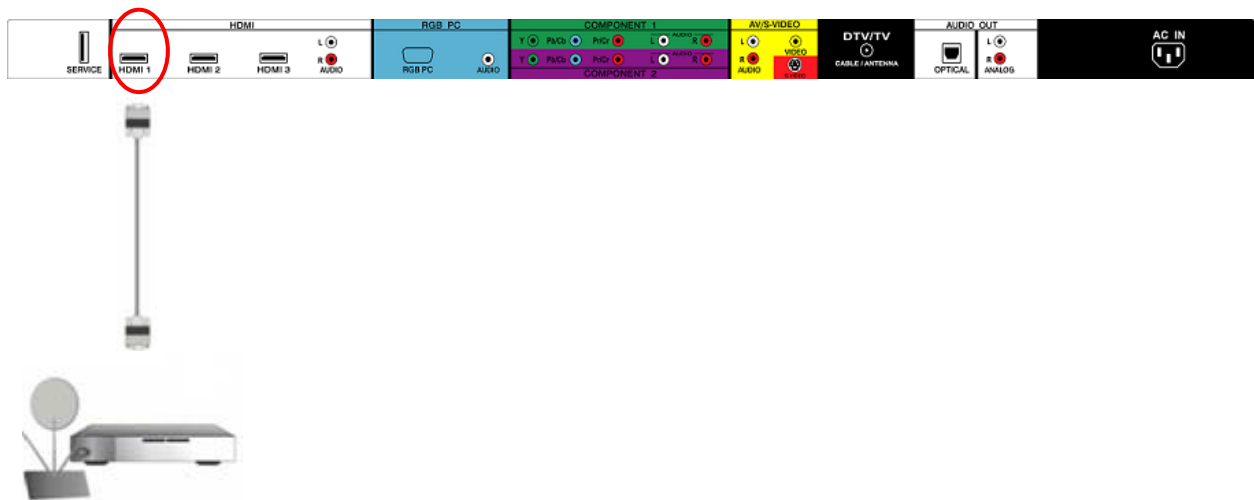 SERVICE
HDMI
HDMI 1
HDMI 2
HDMI 3
L
R
AUDIO
RGB PC
RGB PC
AUDIO
COMPONENT 1
Y Pb/Cb Pr/Cr L AUDIO R
Y Pb/Cb Pr/Cr L AUDIO R
COMPONENT 2
AV/S-VIDEO
L
R
AUDIO
VIDEO
S-VIDEO
DTV/TV
CABLE / ANTENNA
AUDIO OUT
OPTICAL
L
R
ANALOG
AC IN